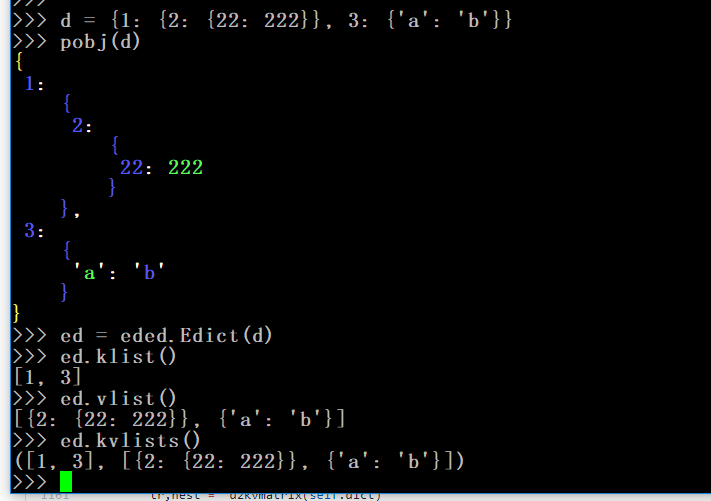 >>>
>>> d = {1: {2: {22: 222}}, 3: {'a': 'b'}}
>>> pobj(d)
{
 1:
    {
     2:
        {
         22: 222
        }
    },
 3:
    {
     'a': 'b'
    }
}
>>> ed = eded.Edict(d)
>>> ed.klist()
[1, 3]
>>> ed.vlist()
[{2: {22: 222}}, {'a': 'b'}]
>>> ed.kvlists()
([1, 3], [{2: {22: 222}}, {'a': 'b'}])
>>>